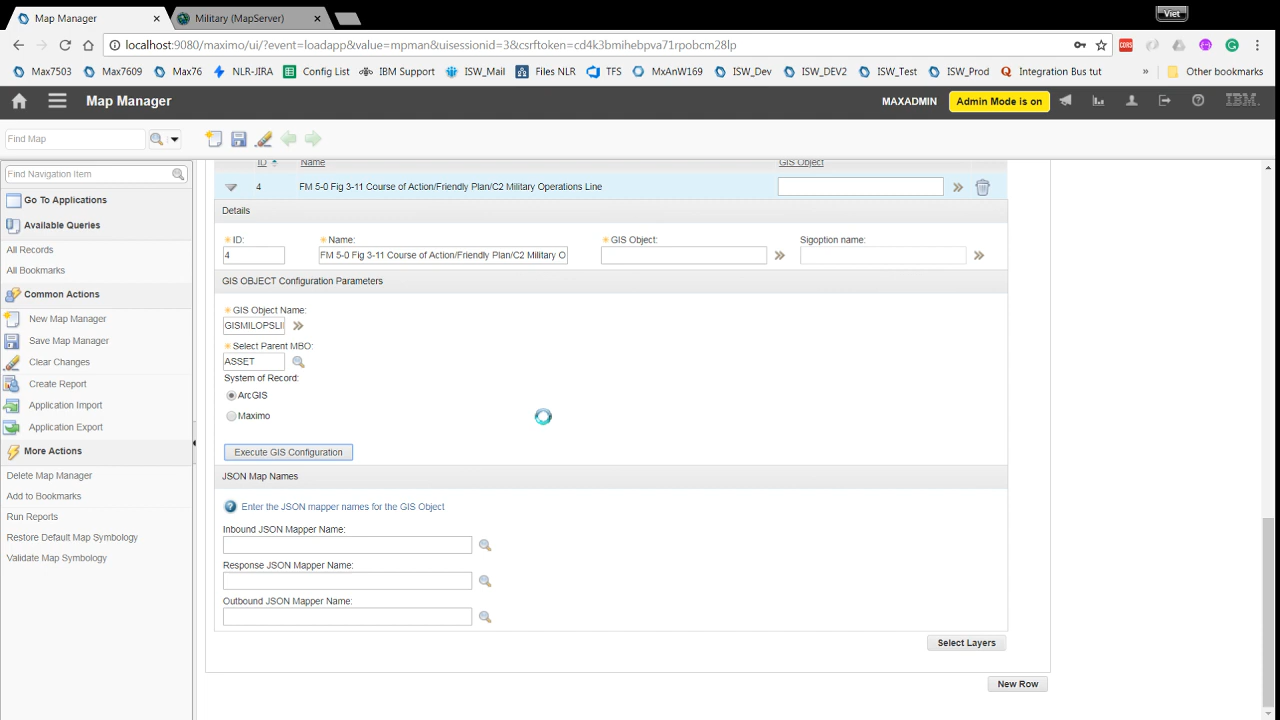 Map Manager
Military (MapServer)
Viet
localhost:9080/maximo/ui/?event=loadapp&value=mpman&uisessionid=3&csrftoken=cd4k3bmihebpva71rpobcm28lp
Max7503 Max7609 Max76 NLR-JIRA Config List IBM Support ISW_Mail Files NLR TFS MxAnW169 ISW_Dev ISW_DEV2 ISW_Test ISW_Prod Integration Bus tut » Other bookmarks
Map Manager MAXADMIN Admin Mode is on IBM
Find Map
Find Navigation Item
Go To Applications
Available Queries
All Records
All Bookmarks
Common Actions
New Map Manager
Save Map Manager
Clear Changes
Create Report
Application Import
Application Export
More Actions
Delete Map Manager
Add to Bookmarks
Run Reports
Restore Default Map Symbology
Validate Map Symbology
ID Name GIS Object
4 FM 5-0 Fig 3-11 Course of Action/Friendly Plan/C2 Military Operations Line
Details
ID: Name: GIS Object: Sigoption name:
4 FM 5-0 Fig 3-11 Course of Action/Friendly Plan/C2 Military O
GIS OBJECT Configuration Parameters
GIS Object Name:
GISMILOPSLI
Select Parent MBO:
ASSET
System of Record:
ArcGIS
Maximo
Execute GIS Configuration
JSON Map Names
Enter the JSON mapper names for the GIS Object
Inbound JSON Mapper Name:
Response JSON Mapper Name:
Outbound JSON Mapper Name:
Select Layers
New Row